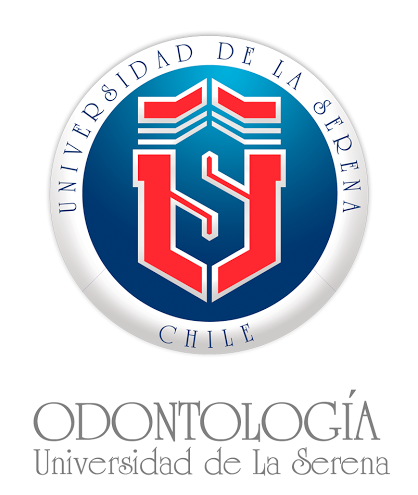 UNIVERSIDAD DE LA SERENA
CHILE
ODONTOLOGÍA
Universidad de La Serena